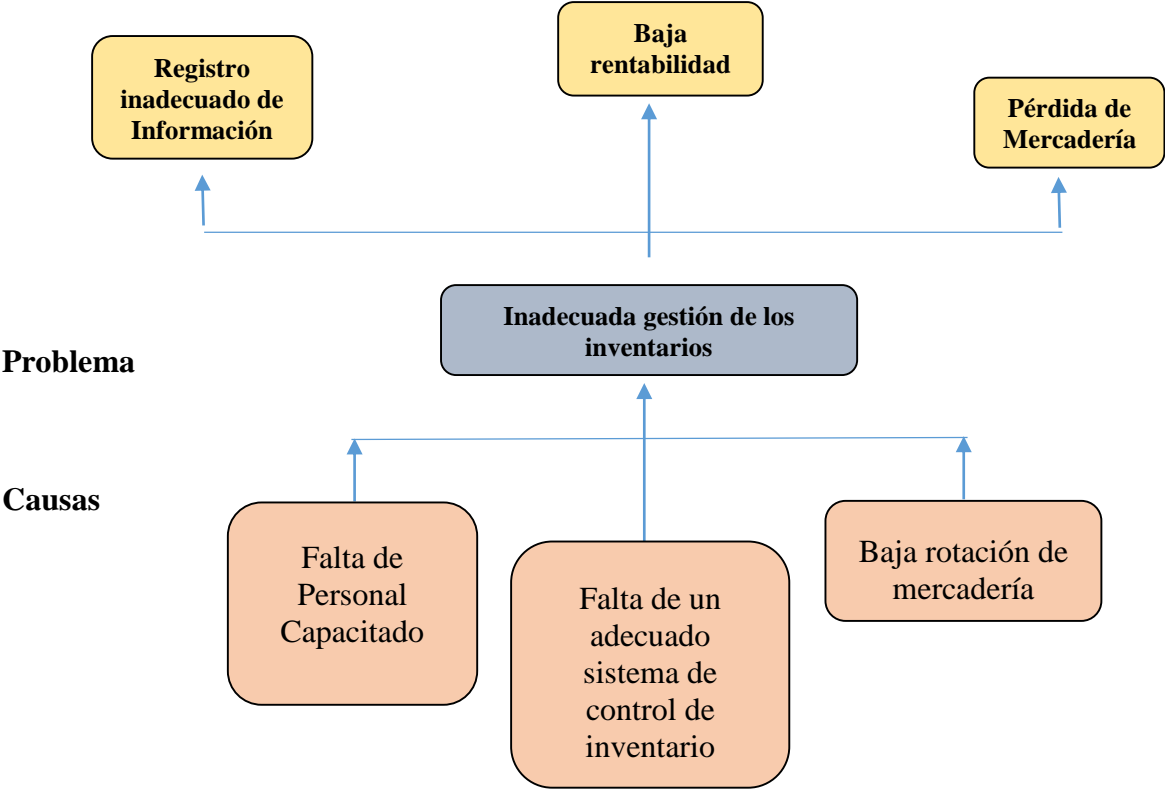 Registro
inadecuado de
Información
Baja
rentabilidad
Pérdida de
Mercadería
Inadecuada gestión de los
inventarios
Problema
Causas
Falta de
Personal
Capacitado
Falta de un
adecuado
sistema de
control de
inventario
Baja rotación de
mercadería